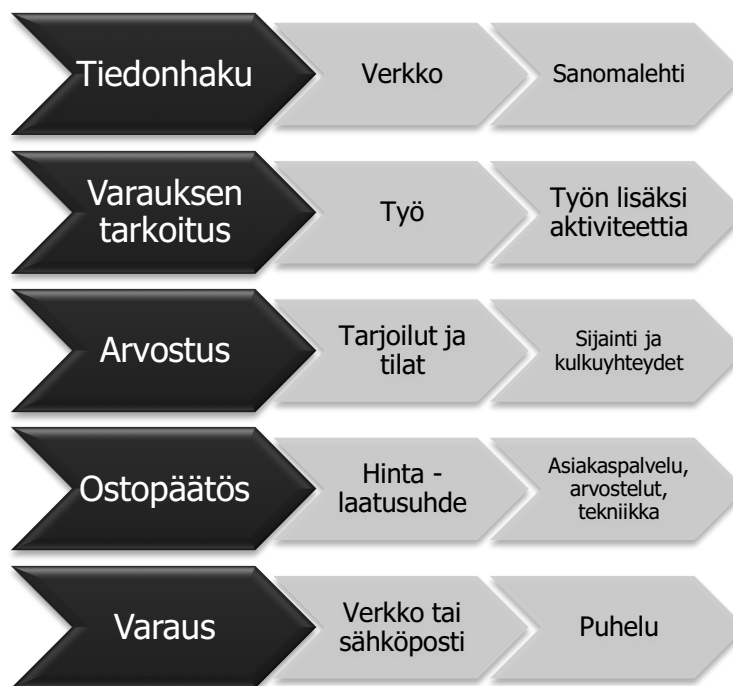 Tiedonhaku
Verkko
Sanomalehti
Varauksen
tarkoitus
Työ
Työn lisäksi
aktiviteettia
Arvostus
Tarjoilut ja
tilat
Sijainti ja
kulkuyhteydet
Ostopäätös
Hinta -
laatusuhde
Asiakaspalvelu,
arvostelut,
tekniikka
Varaus
Verkko tai
sähköposti
Puhelu